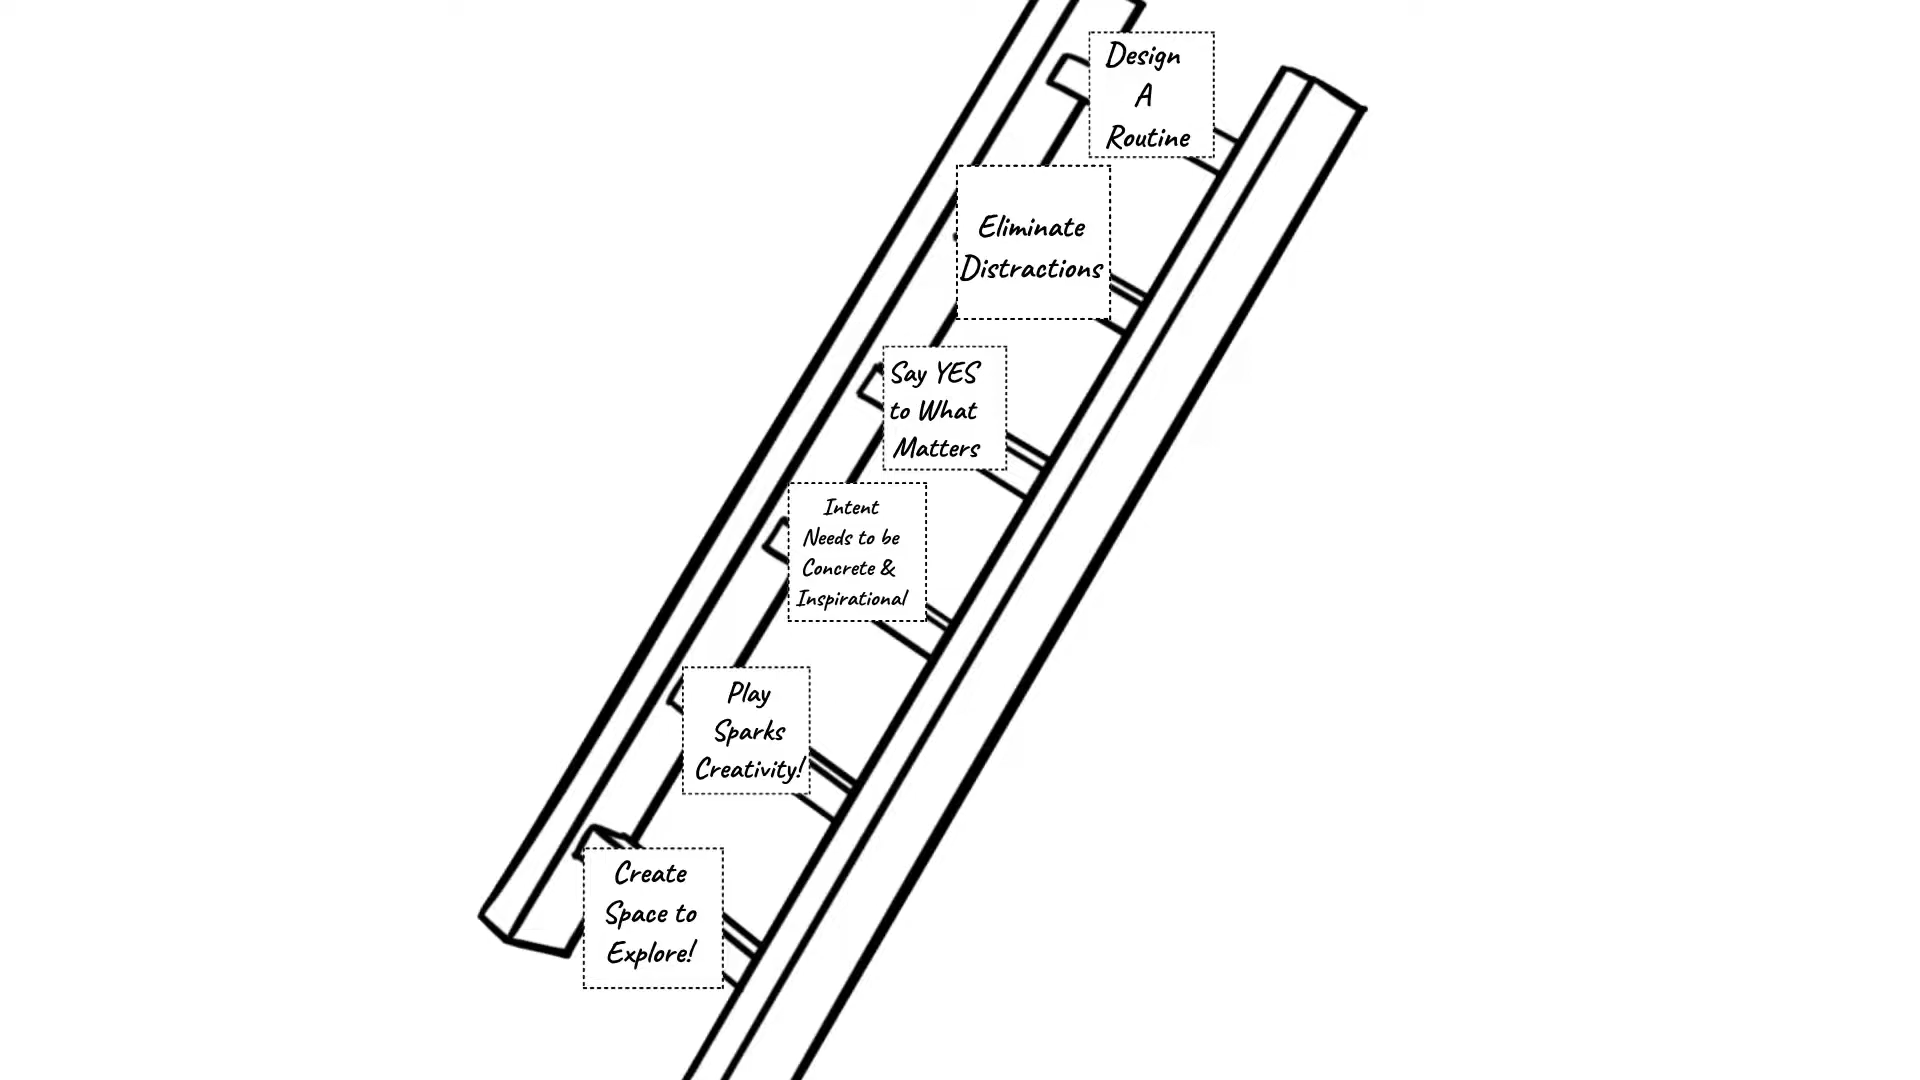 Design
A
Routine
Eliminate
Distractions
Say YES
to What
Matters
Intent
Needs to be
Concrete &
Inspirational
Play
Sparks
Creativity!
Create
Space to
Explore!